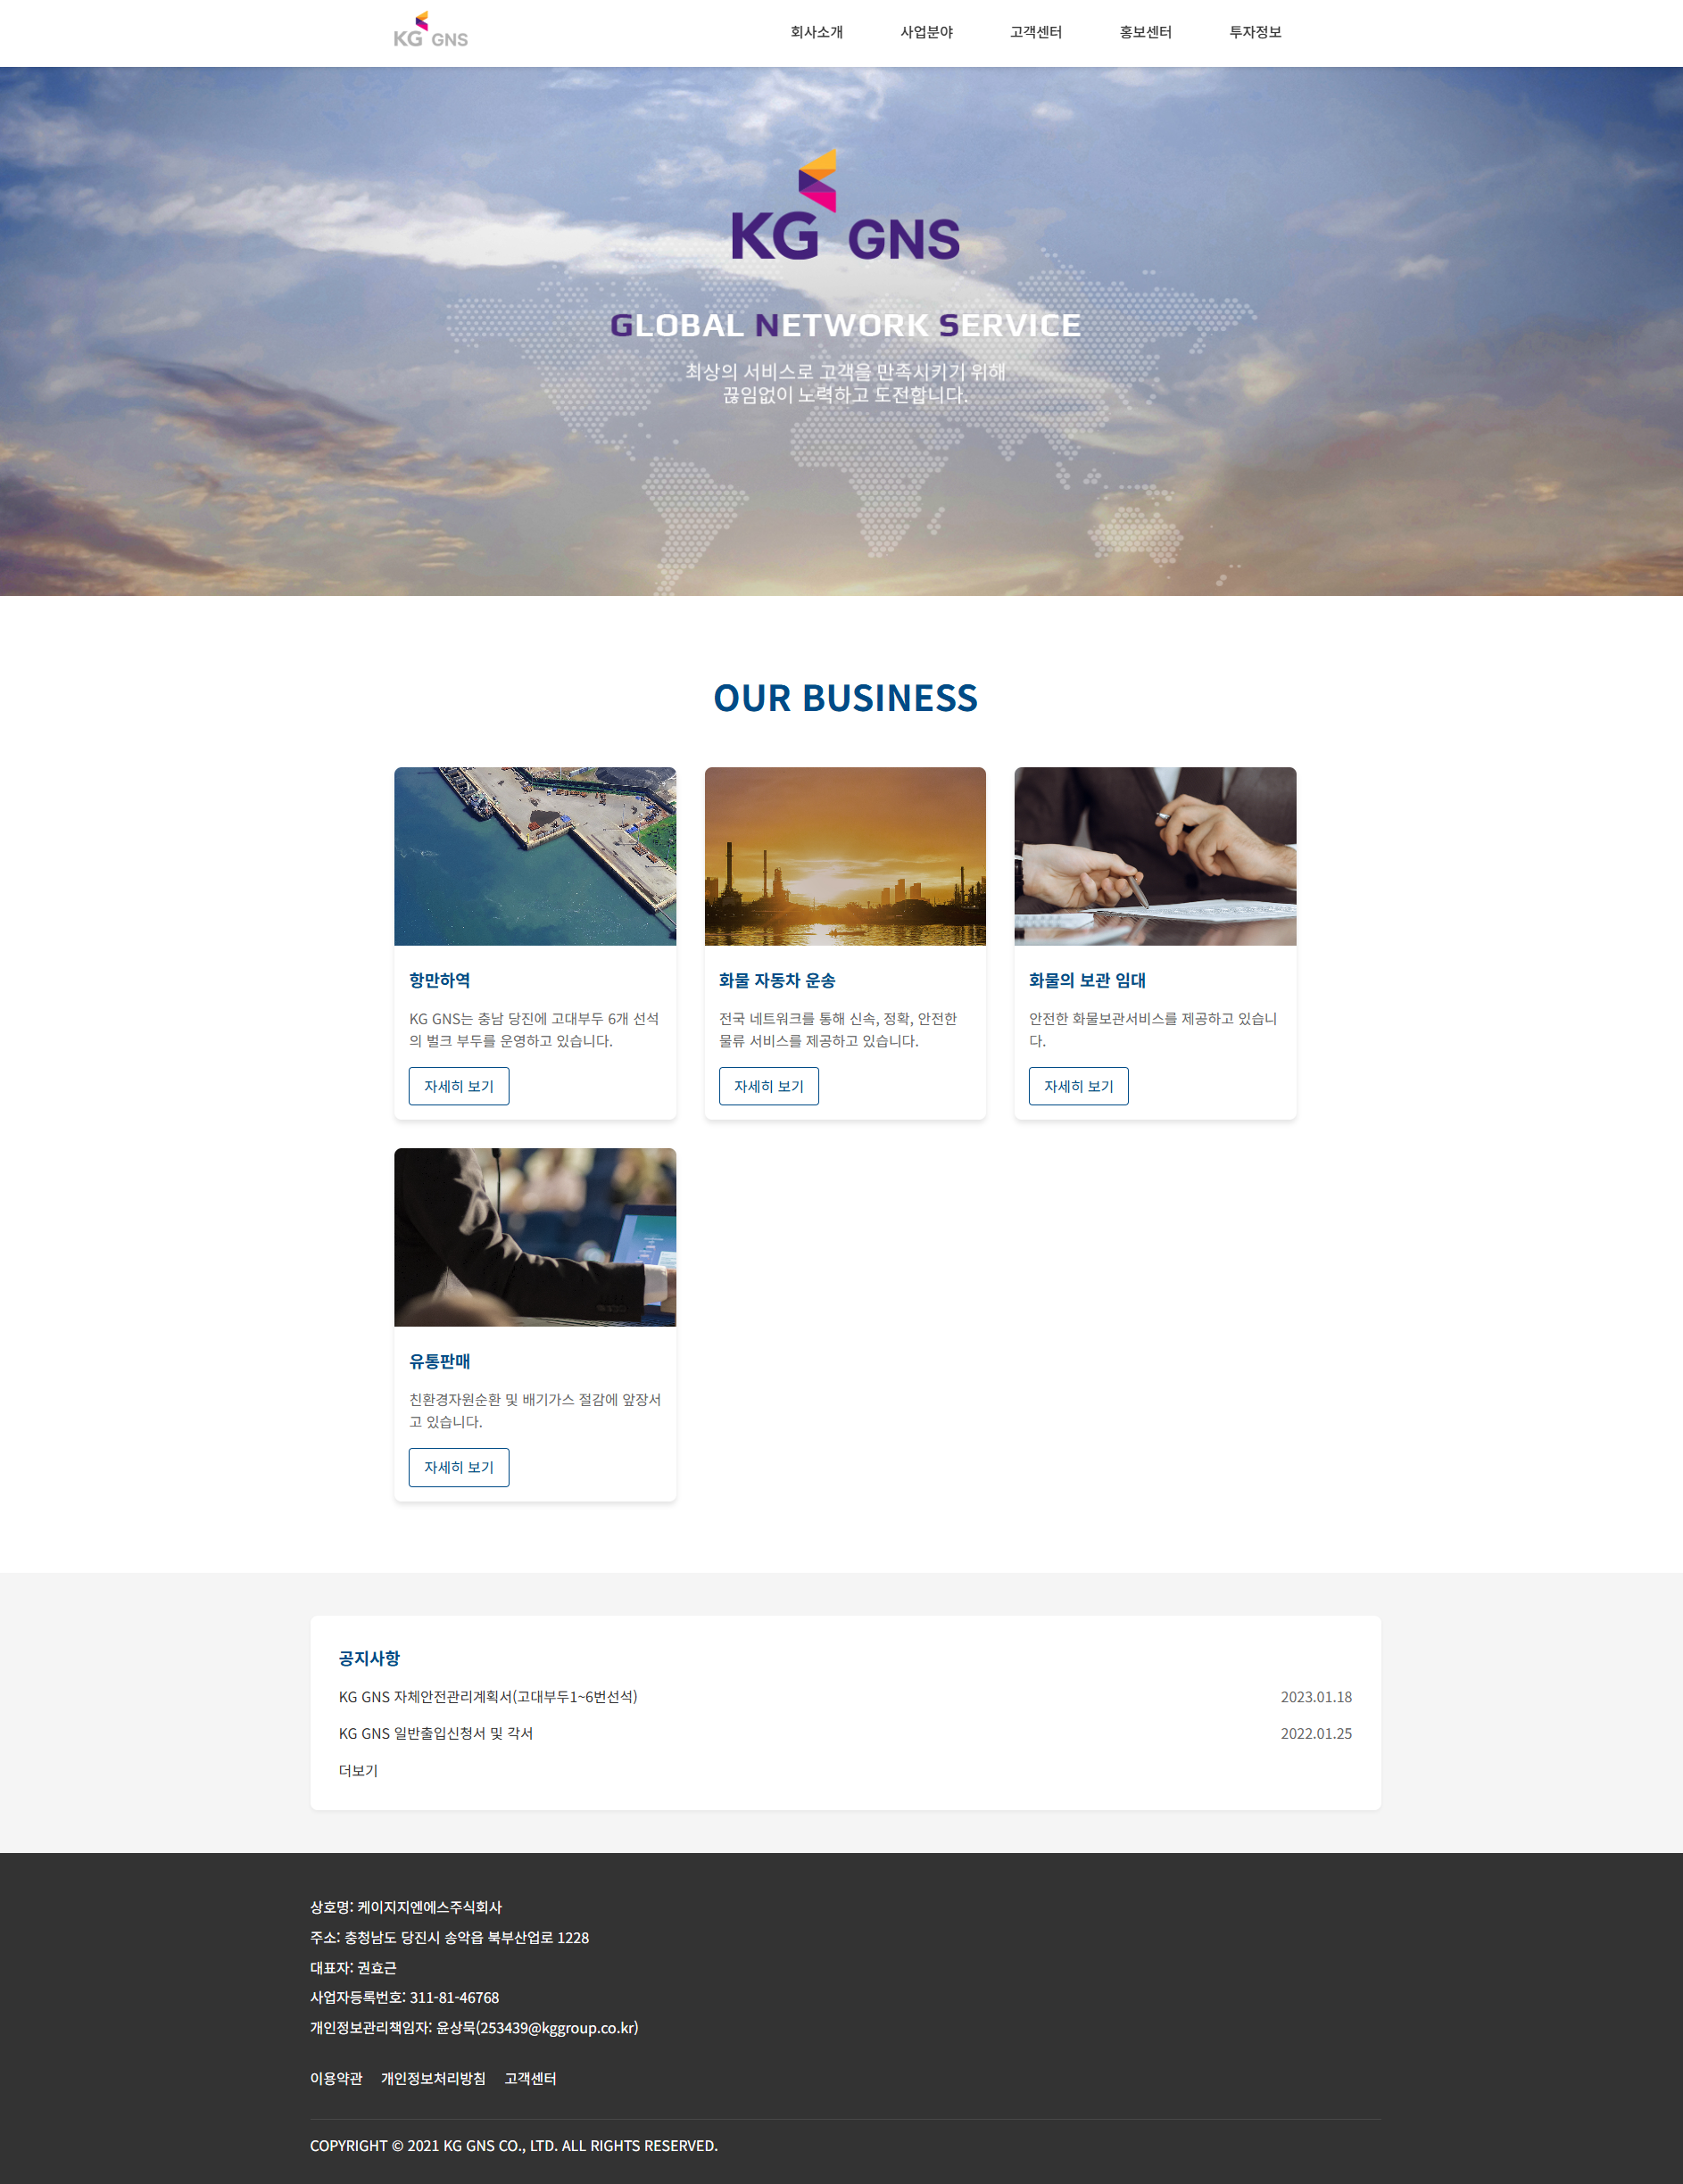 KG GNS
회사소개 사업분야 고객센터 홍보센터 투자정보
KG GNS
GLOBAL NETWORK SERVICE
최상의 서비스로 고객을 만족시키기 위해
끊임없이 노력하고 도전합니다.
OUR BUSINESS
항만하역
KG GNS는 충남 당진에 고대부두 6개 선석
의 벌크 부두를 운영하고 있습니다.
자세히 보기
화물 자동차 운송
전국 네트워크를 통해 신속, 정확, 안전한
물류 서비스를 제공하고 있습니다.
자세히 보기
화물의 보관 임대
안전한 화물보관서비스를 제공하고 있습니
다.
자세히 보기
유통판매
친환경자원순환 및 배기가스 절감에 앞장서
고 있습니다.
자세히 보기
공지사항
KG GNS 자체안전관리계획서(고대부두1~6번선석) 2023.01.18
KG GNS 일반출입신청서 및 각서 2022.01.25
더보기
상호명: 케이지지엔에스주식회사
주소: 충청남도 당진시 송악읍 북부산업로 1228
대표자: 권효근
사업자등록번호: 311-81-46768
개인정보관리책임자: 윤상묵(253439@kggroup.co.kr)
이용약관 개인정보처리방침 고객센터
COPYRIGHT © 2021 KG GNS CO., LTD. ALL RIGHTS RESERVED.